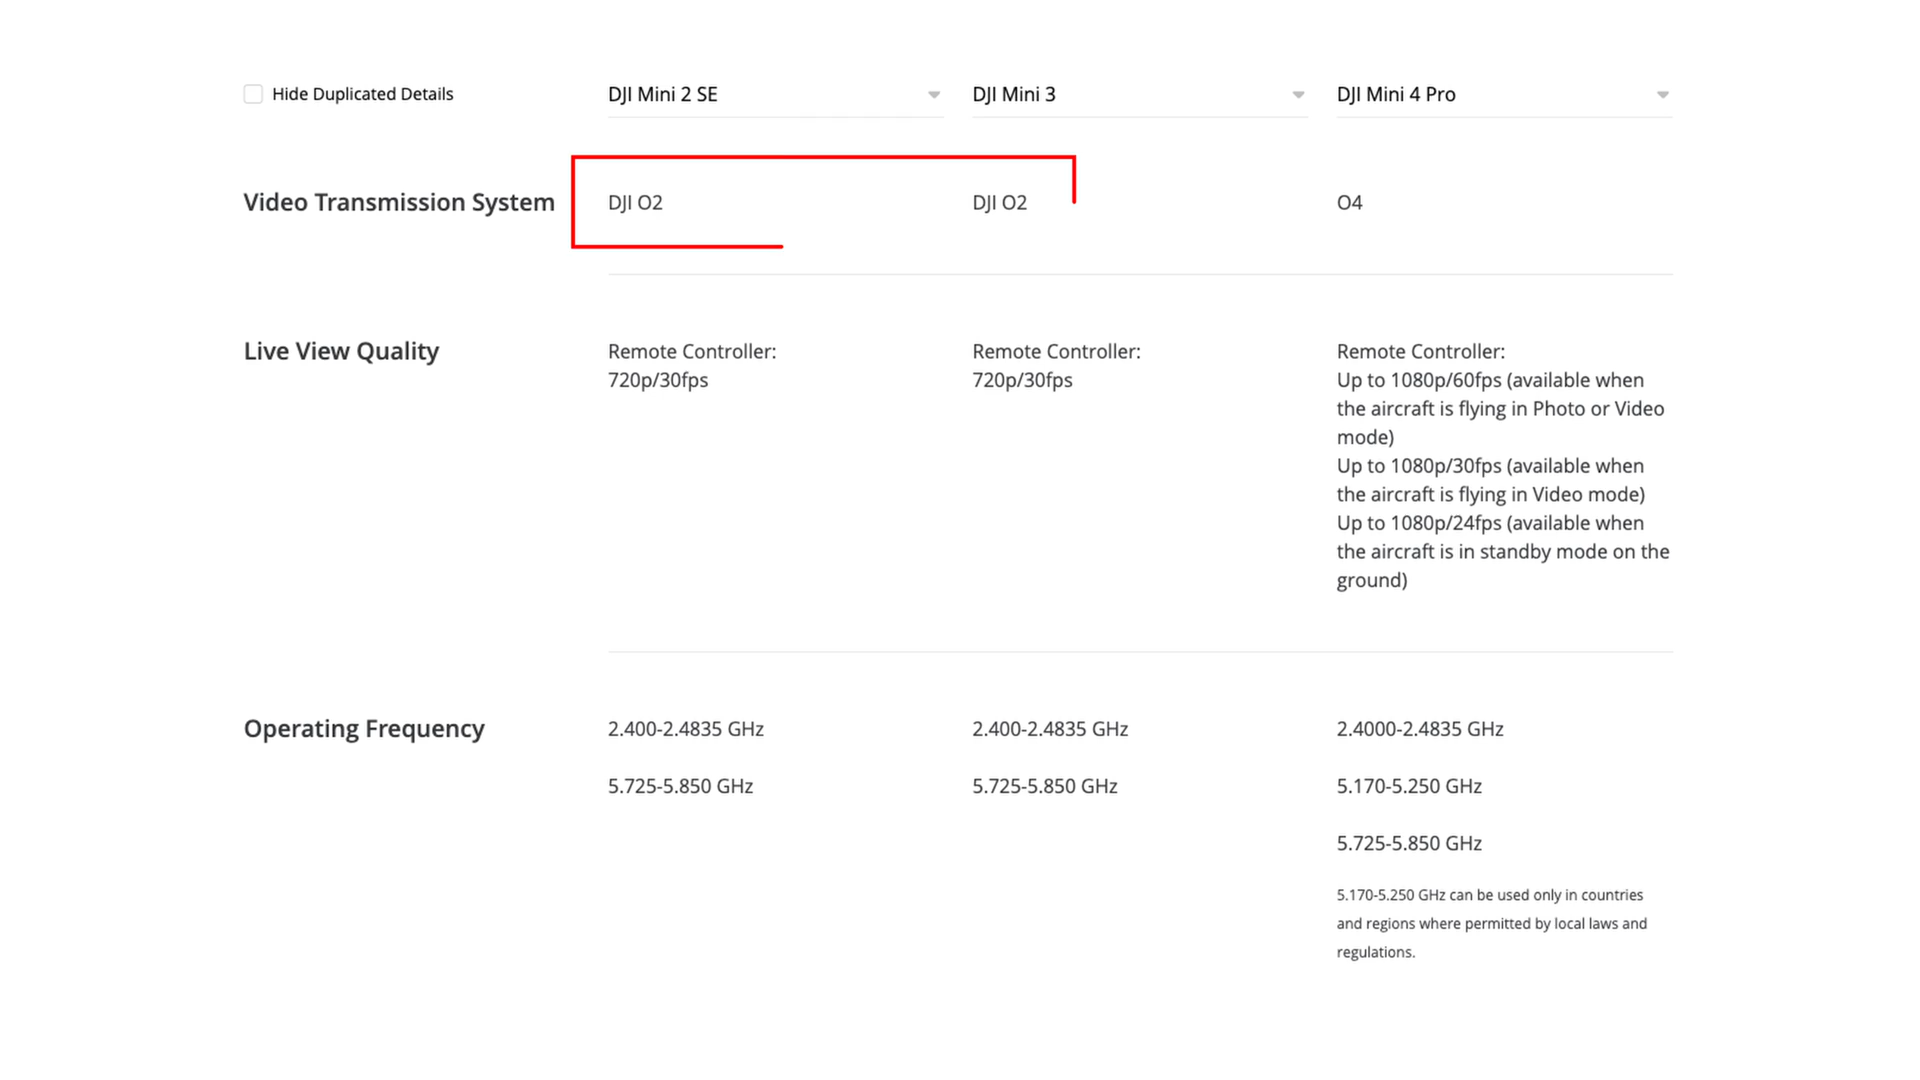 Hide Duplicated Details
DJI Mini 2 SE
DJI Mini 3
DJI Mini 4 Pro
Video Transmission System
DJI O2
DJI O2
O4
Live View Quality
Remote Controller:
720p/30fps
Remote Controller:
720p/30fps
Remote Controller:
Up to 1080p/60fps (available when
the aircraft is flying in Photo or Video
mode)
Up to 1080p/30fps (available when
the aircraft is flying in Video mode)
Up to 1080p/24fps (available when
the aircraft is in standby mode on the
ground)
Operating Frequency
2.400-2.4835 GHz
5.725-5.850 GHz
2.400-2.4835 GHz
5.725-5.850 GHz
2.4000-2.4835 GHz
5.170-5.250 GHz
5.725-5.850 GHz
5.170-5.250 GHz can be used only in countries
and regions where permitted by local laws and
regulations.